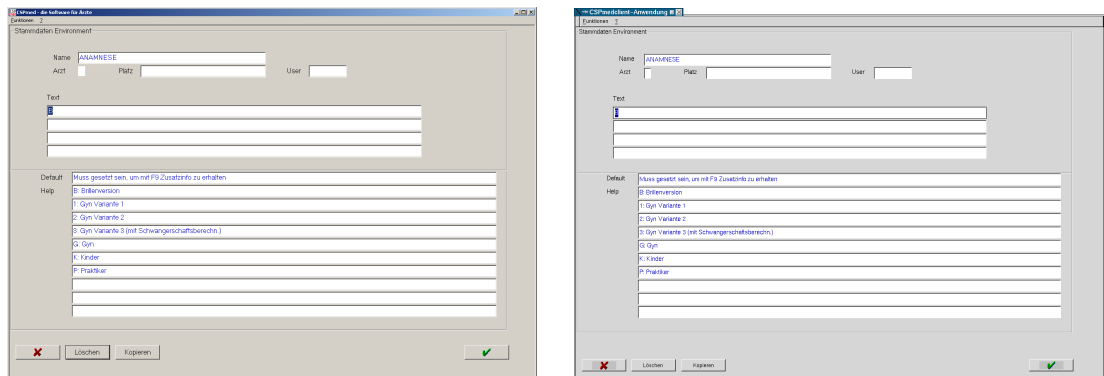 CSPmed - die Software für Ärzte
Funktionen ?
Stammdaten Environment
Name ANAMNESE
Arzt Platz User
Text
B
Default Muss gesetzt sein, um mit F9 Zusatzinfo zu erhalten
Help B: Brillenversion
1: Gyn Variante 1
2: Gyn Variante 2
3: Gyn Variante 3 (mit Schwangerschaftsberechn.)
G: Gyn
K: Kinder
P: Praktiker
Löschen Kopieren
CSPmedclient-Anwendung
Funktionen ?
Stammdaten Environment
Name ANAMNESE
Arzt Platz User
Text
B
Default Muss gesetzt sein, um mit F9 Zusatzinfo zu erhalten
Help B: Brillenversion
1: Gyn Variante 1
2: Gyn Variante 2
3: Gyn Variante 3 (mit Schwangerschaftsberechn.)
G: Gyn
K: Kinder
P: Praktiker
Löschen Kopieren